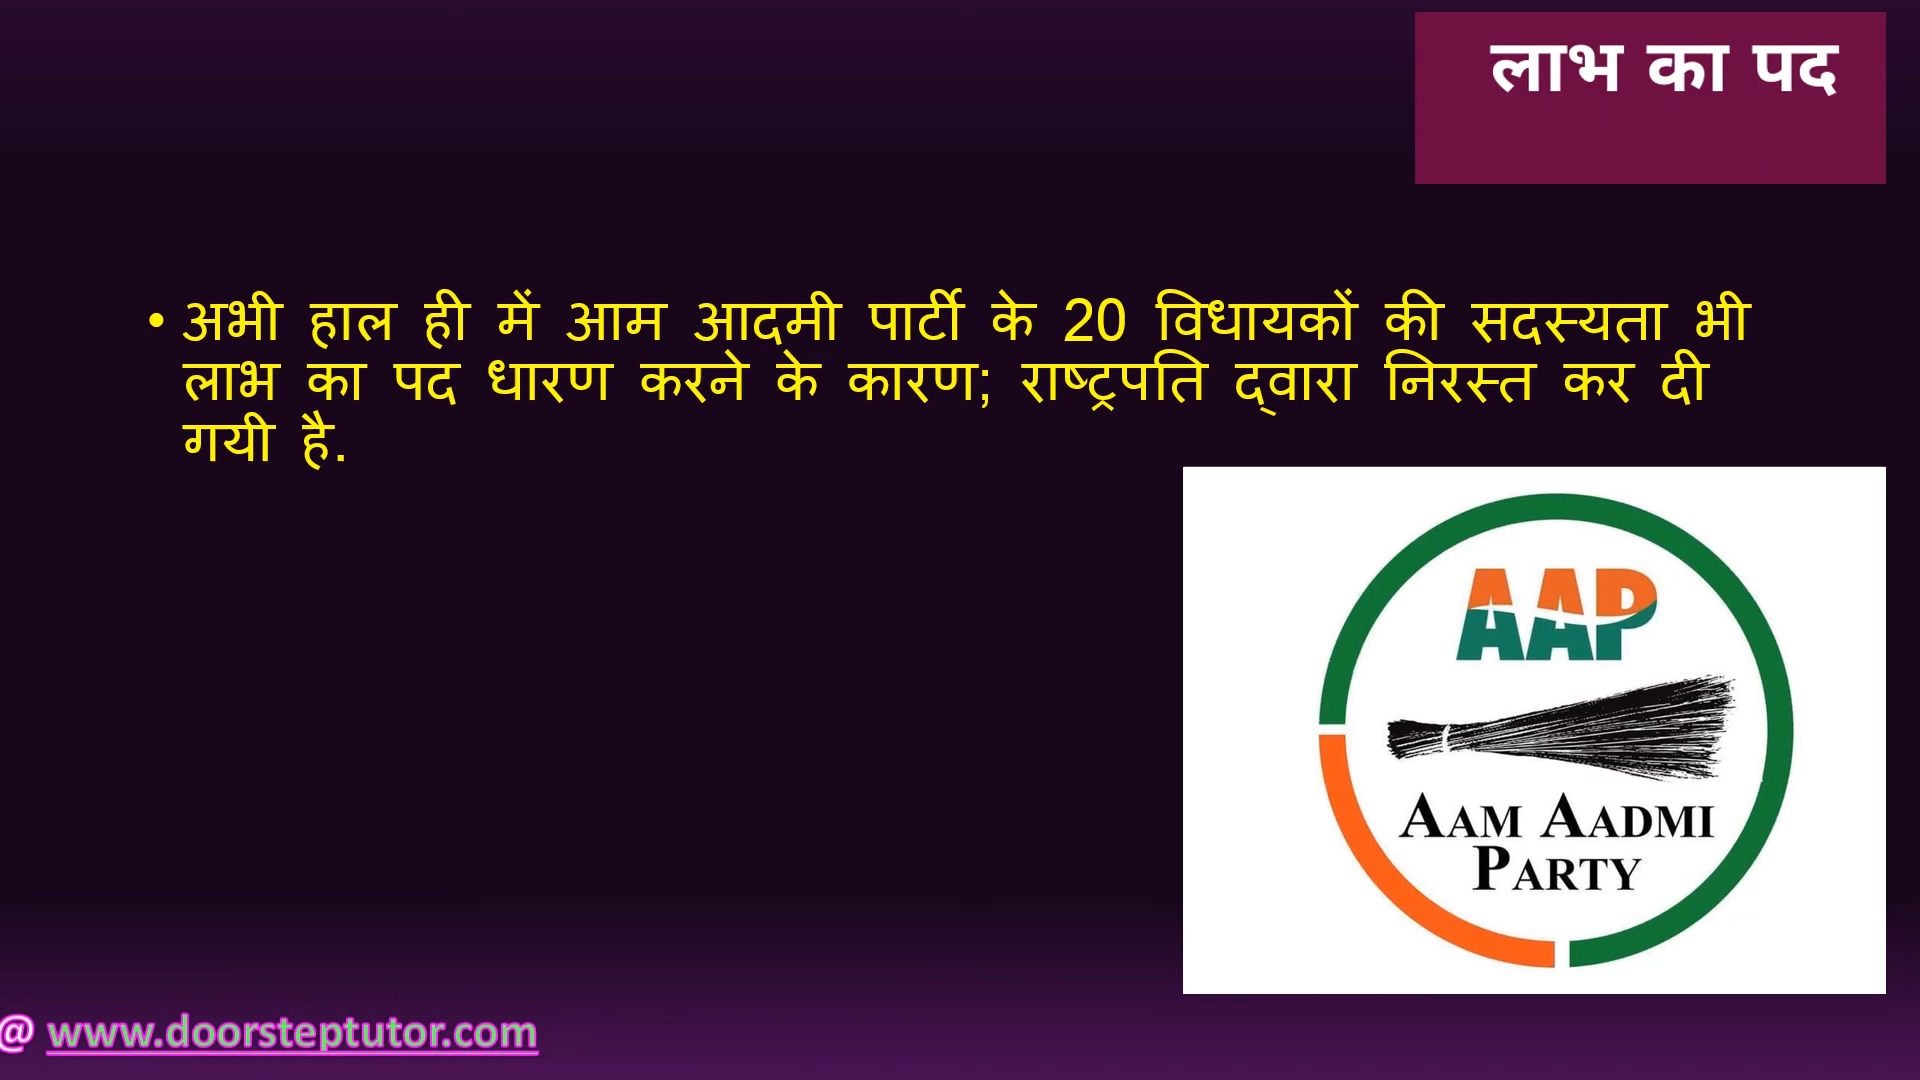 लाभ का पद
• अभी हाल ही में आम आदमी पार्टी के 20 विधायकों की सदस्यता भी
लाभ का पद धारण करने के कारण; राष्ट्रपति द्वारा निरस्त कर दी
गयी है.
AAP
AAM AADMI
PARTY
@ www.doorsteptutor.com